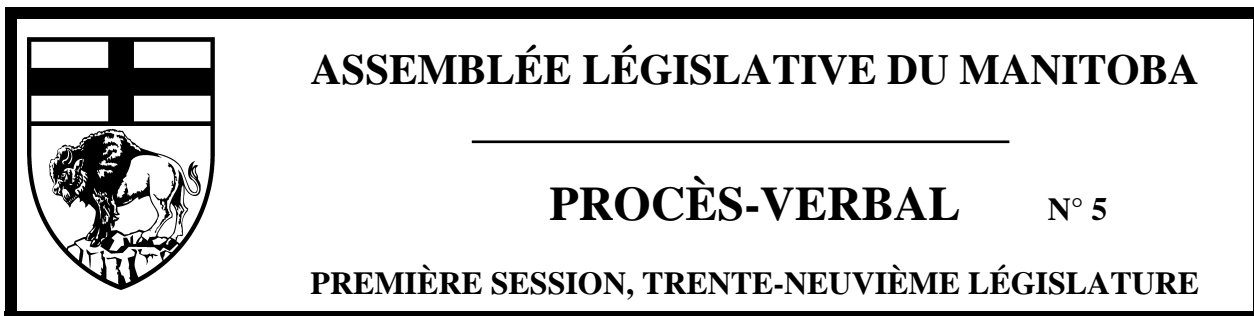 ASSEMBLÉE LÉGISLATIVE DU MANITOBA
PROCÈS-VERBAL N° 5
PREMIÈRE SESSION, TRENTE-NEUVIÈME LÉGISLATURE